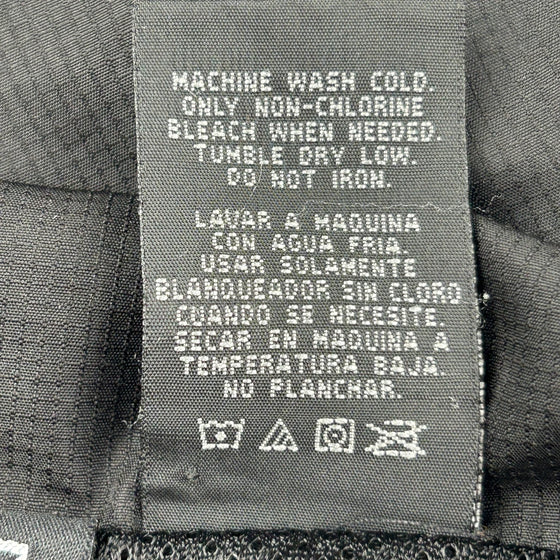 MACHINE WASH COLD.
ONLY NON-CHLORINE
BLEACH WHEN NEEDED.
TUMBLE DRY LOW.
DO NOT IRON.
LAVAR A MAQUINA
CON AGUA FRIA.
USAR SOLAMENTE
BLANQUEADOR SIN CLORO
CUANDO SE NECESITE.
SECAR EN MAQUINA A
TEMPERATURA BAJA.
NO PLANCHAR.